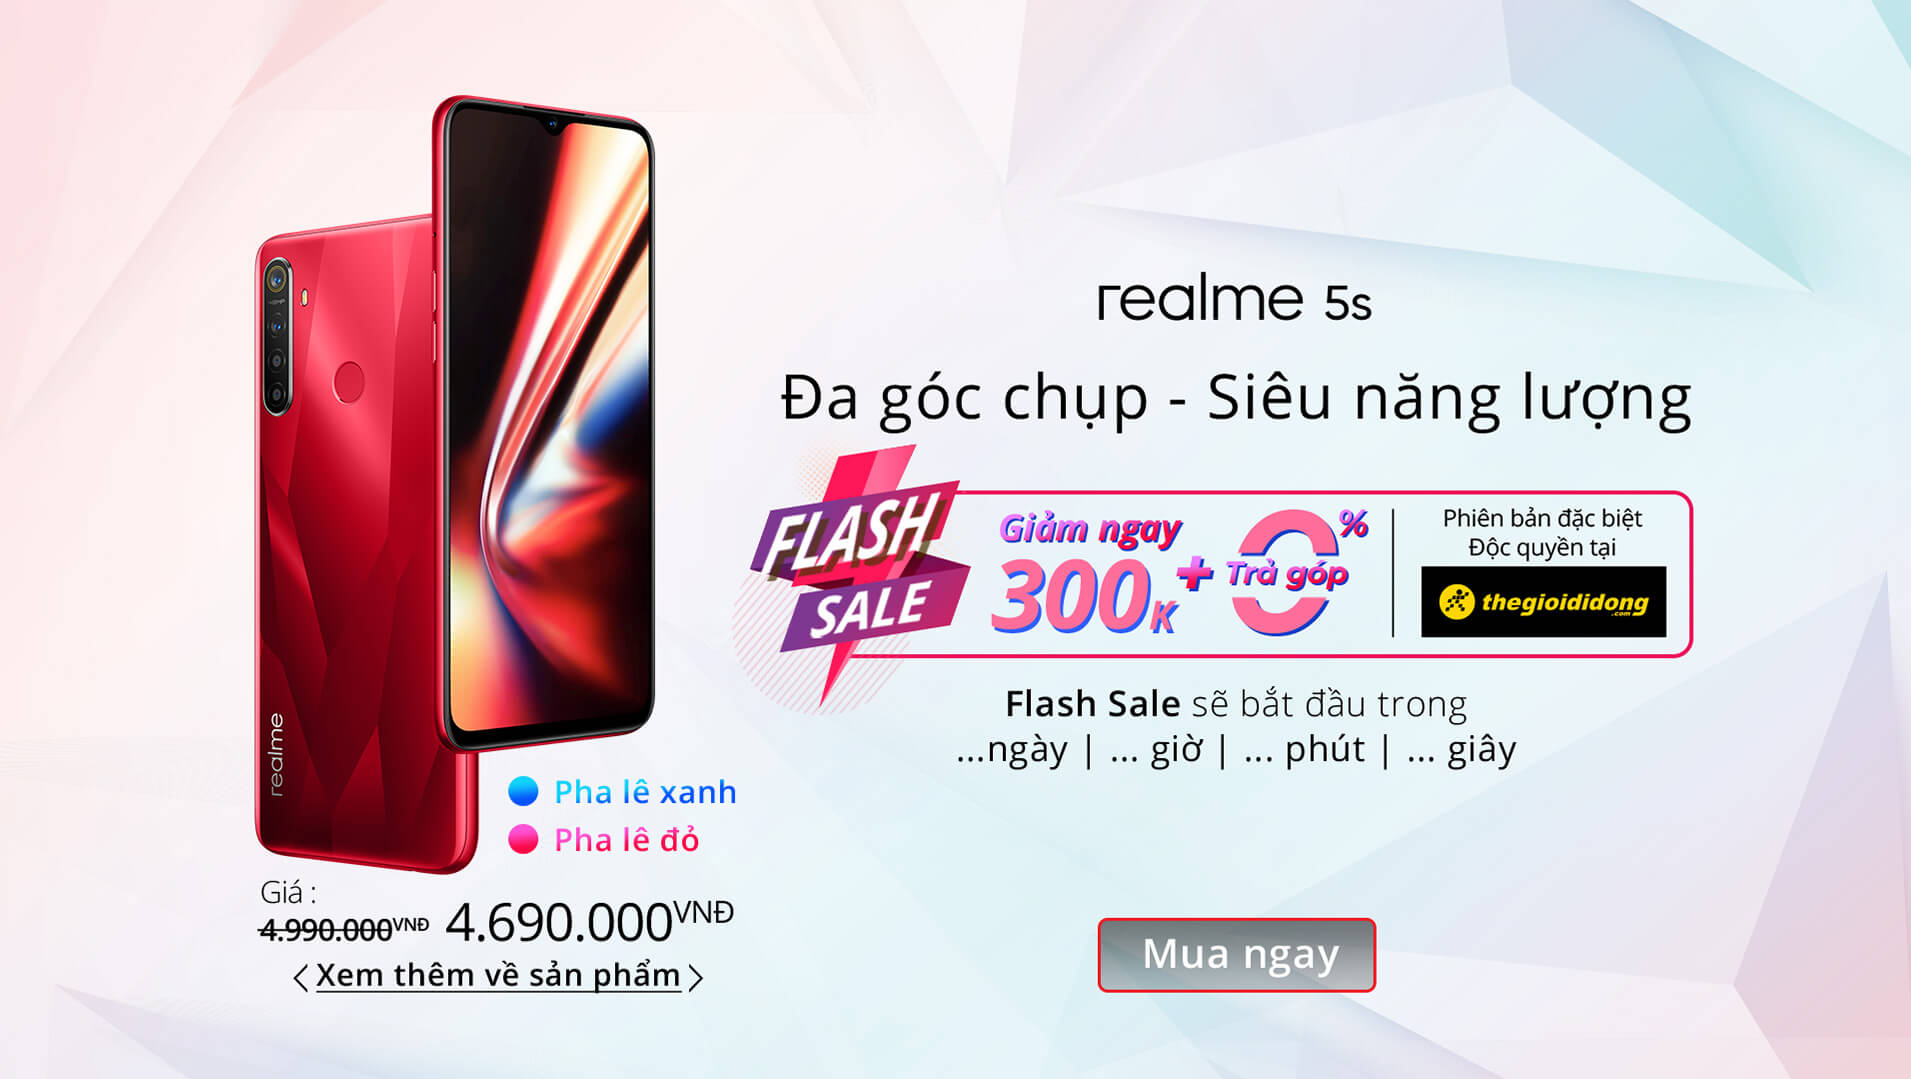 realme 5s
Đa góc chụp - Siêu năng lượng
FLASH
SALE
Giảm ngay
300K
+
0%
Trả góp
Phiên bản đặc biệt
Độc quyền tại
thegioididong
.com
Flash Sale sẽ bắt đầu trong
...ngày | ... giờ | ... phút | ... giây
realme
Pha lê xanh
Pha lê đỏ
Giá :
4.990.000VNĐ 4.690.000VNĐ
<Xem thêm về sản phẩm>
Mua ngay